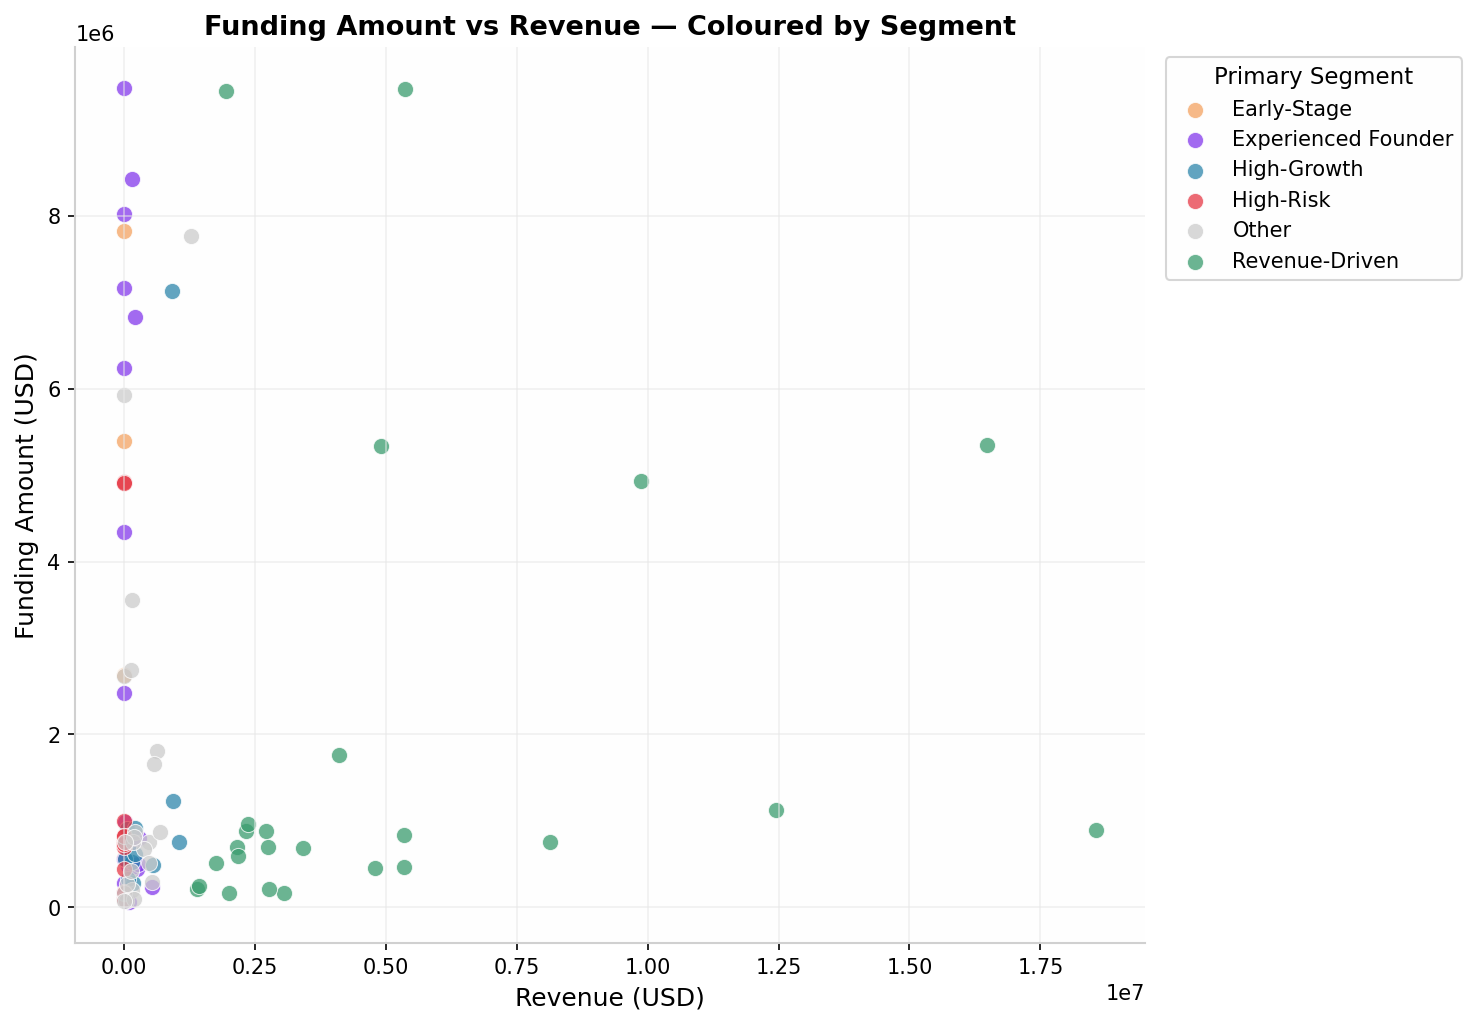 Funding Amount vs Revenue — Coloured by Segment
1e6
Primary Segment
Early-Stage
Experienced Founder
High-Growth
High-Risk
Other
Revenue-Driven
Funding Amount (USD)
8
6
4
2
0
0.00 0.25 0.50 0.75 1.00 1.25 1.50 1.75
1e7
Revenue (USD)